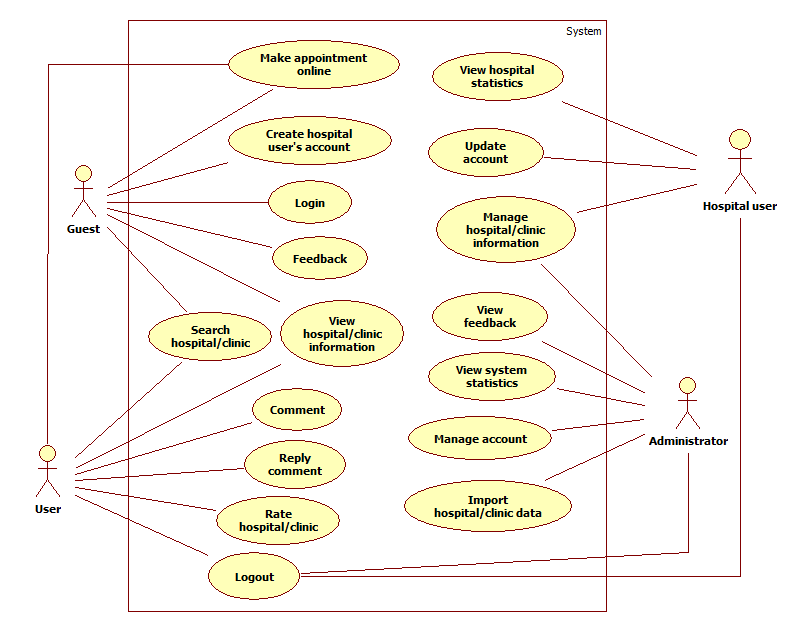 System
Make appointment
online
View hospital
statistics
Create hospital
user's account
Update
account
Hospital user
Login
Guest
Manage
hospital/clinic
information
Feedback
View
feedback
Search
hospital/clinic
View
hospital/clinic
information
View system
statistics
Comment
Manage account
Administrator
Reply
comment
User
Rate
hospital/clinic
Import
hospital/clinic data
Logout